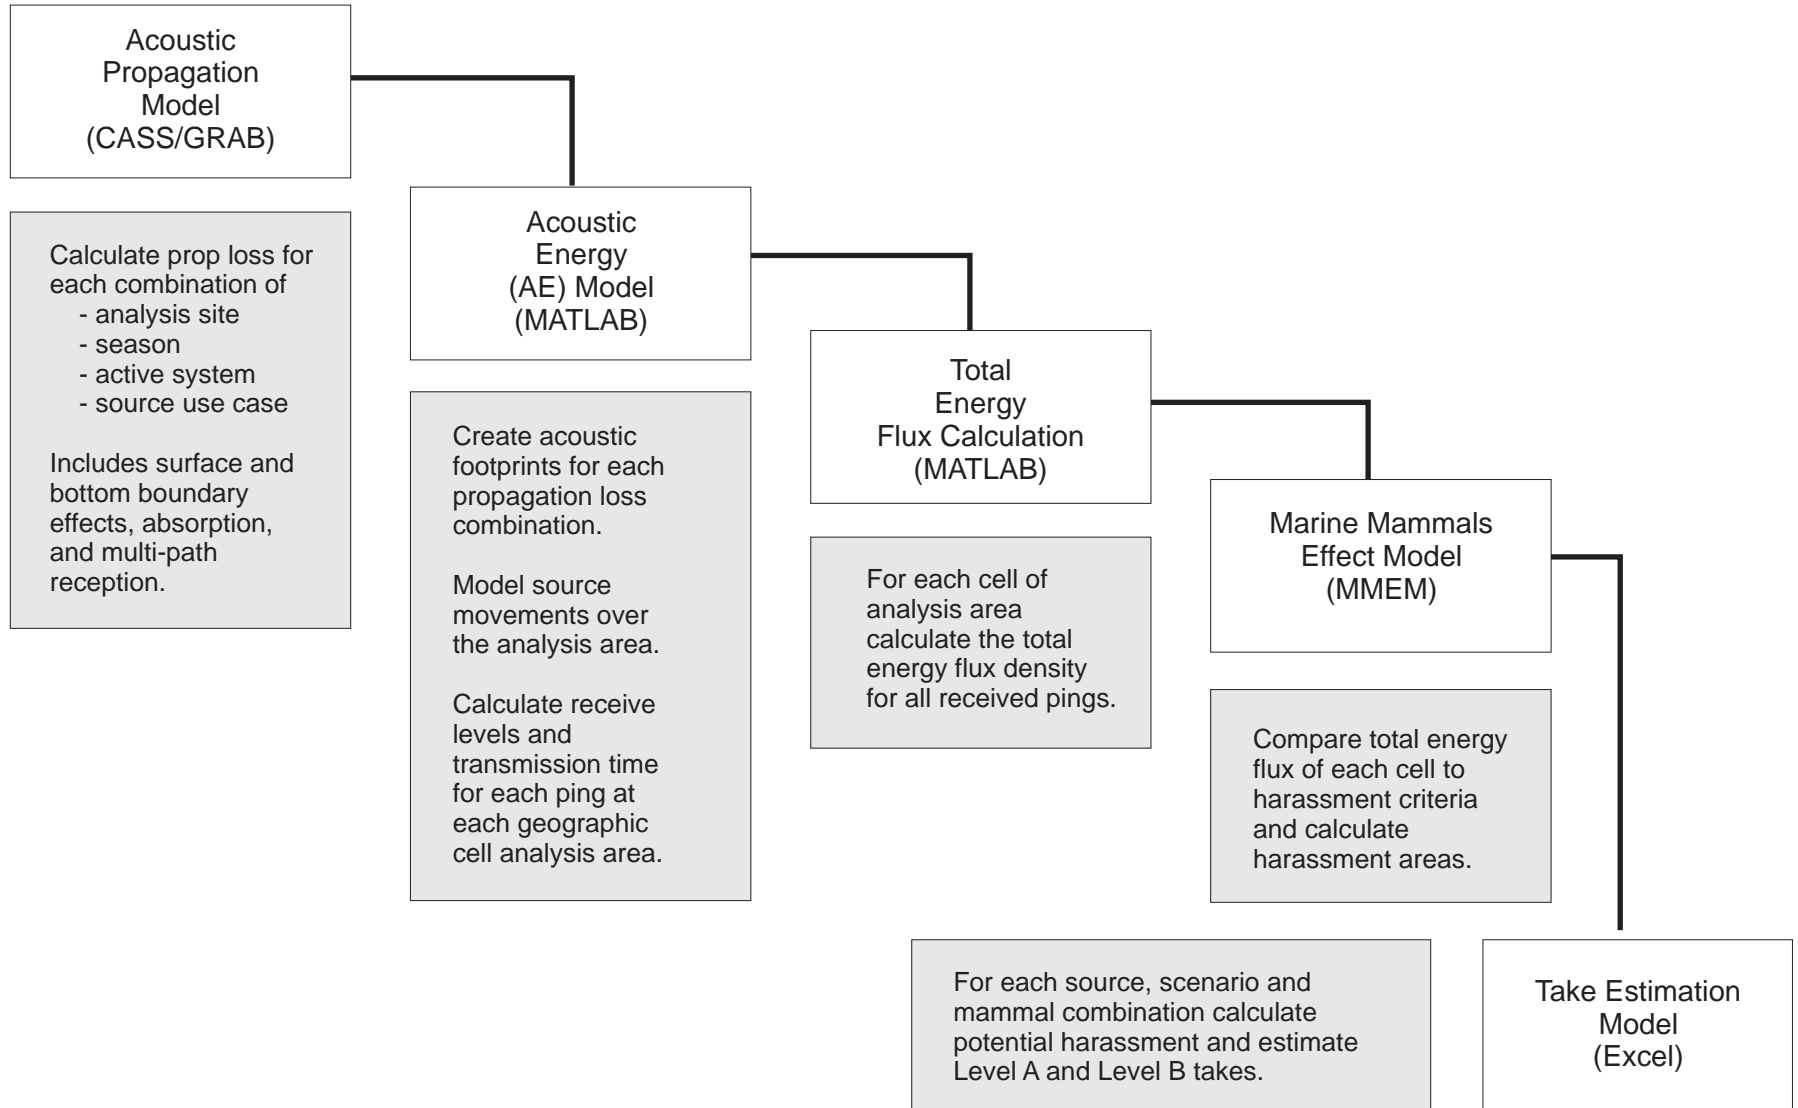 Acoustic
Propagation
Model
(CASS/GRAB)
Calculate prop loss for
each combination of
- analysis site
- season
- active system
- source use case
Includes surface and
bottom boundary
effects, absorption,
and multi-path
reception.
Acoustic
Energy
(AE) Model
(MATLAB)
Create acoustic
footprints for each
propagation loss
combination.
Model source
movements over
the analysis area.
Calculate receive
levels and
transmission time
for each ping at
each geographic
cell analysis area.
Total
Energy
Flux Calculation
(MATLAB)
For each cell of
analysis area
calculate the total
energy flux density
for all received pings.
Marine Mammals
Effect Model
(MMEM)
Compare total energy
flux of each cell to
harassment criteria
and calculate
harassment areas.
For each source, scenario and
mammal combination calculate
potential harassment and estimate
Level A and Level B takes.
Take Estimation
Model
(Excel)